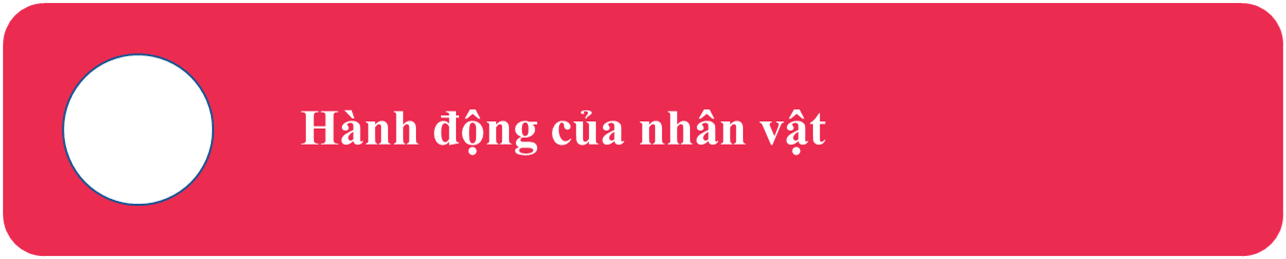 Hành động của nhân vật